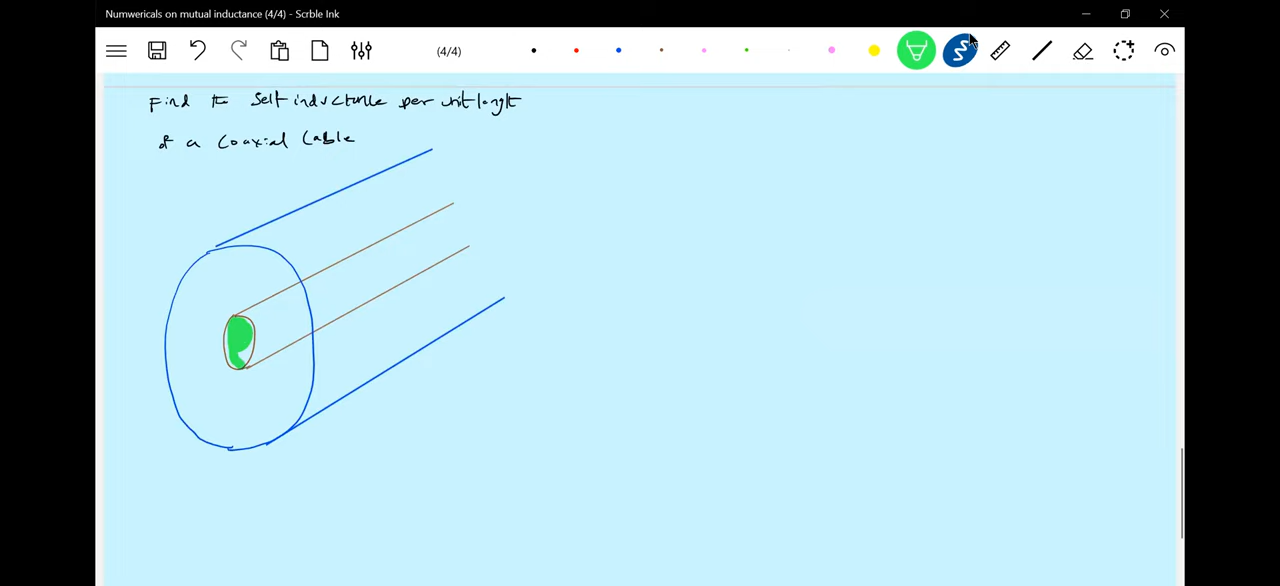 Numwericals on mutual inductance (4/4) - Scrble Ink
(4/4)
Find the Self inductance per unit lenght
of a Coaxial Cable